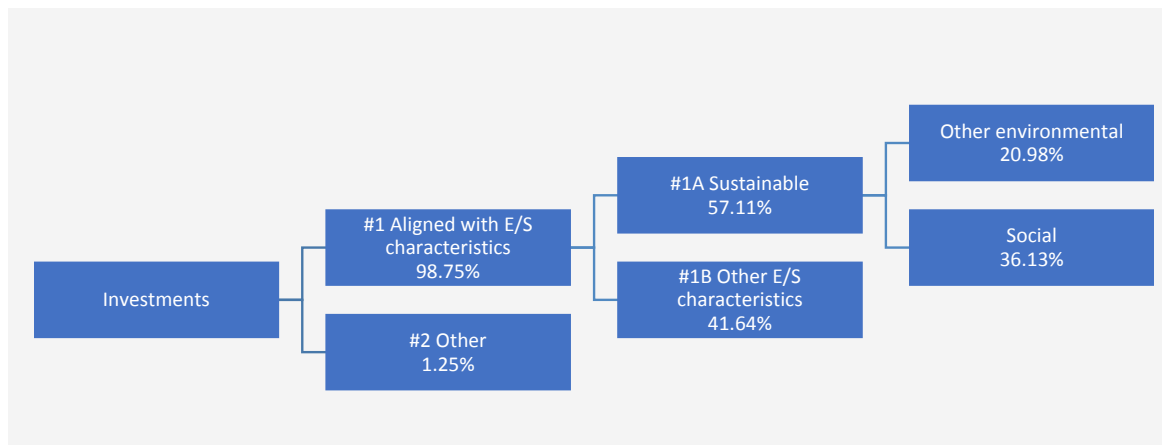 Investments
#1 Aligned with E/S
characteristics
98.75%
#2 Other
1.25%
#1A Sustainable
57.11%
#1B Other E/S
characteristics
41.64%
Other environmental
20.98%
Social
36.13%